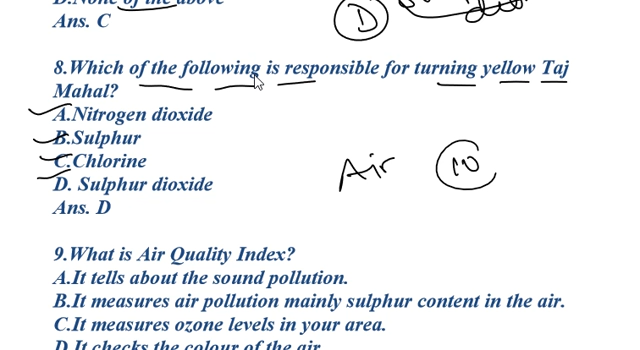 D.None of the above
Ans. C
D
8.Which of the following is responsible for turning yellow Taj
Mahal?
A.Nitrogen dioxide
B.Sulphur
C.Chlorine
Air 10
D. Sulphur dioxide
Ans. D
9.What is Air Quality Index?
A.It tells about the sound pollution.
B.It measures air pollution mainly sulphur content in the air.
C.It measures ozone levels in your area.
D.It checks the colour of the air